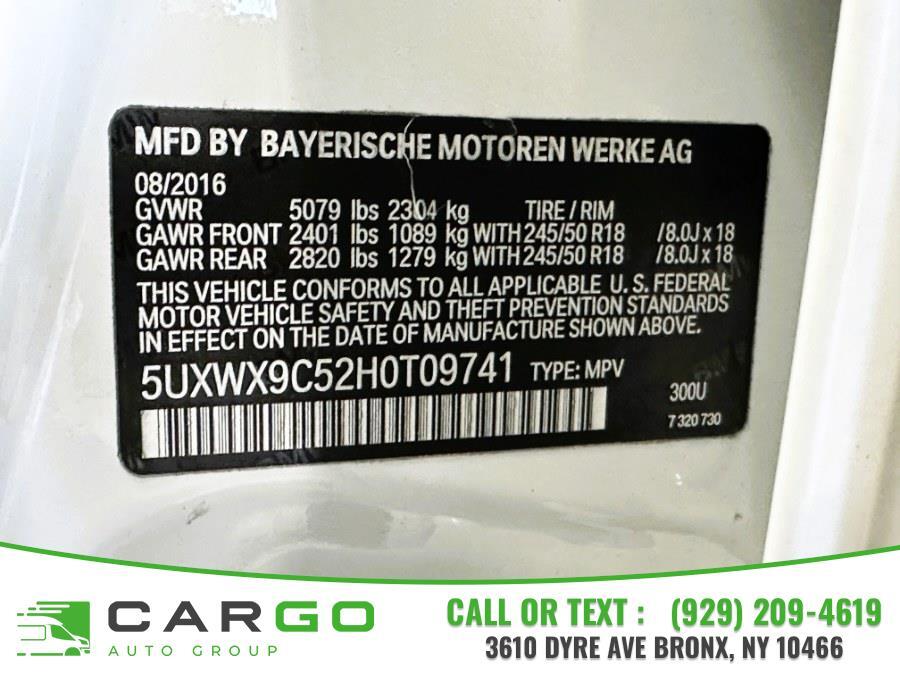 MFD BY BAYERISCHE MOTOREN WERKE AG
08/2016
GVWR 5079 lbs 2304 kg TIRE / RIM
GAWR FRONT 2401 lbs 1089 kg WITH 245/50 R18 /8.0J x 18
GAWR REAR 2820 lbs 1279 kg WITH 245/50 R18 /8.0J x 18
THIS VEHICLE CONFORMS TO ALL APPLICABLE U. S. FEDERAL
MOTOR VEHICLE SAFETY AND THEFT PREVENTION STANDARDS
IN EFFECT ON THE DATE OF MANUFACTURE SHOWN ABOVE.
5UXWX9C52H0T09741 TYPE: MPV
300U
7 320 730
CARGO
AUTO GROUP
CALL OR TEXT : (929) 209-4619
3610 DYRE AVE BRONX, NY 10466